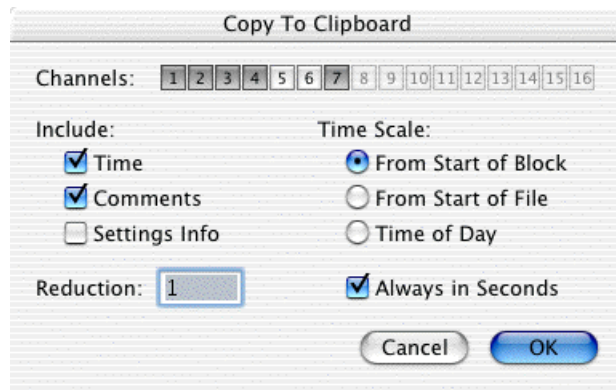 Copy To Clipboard
Channels: 1 2 3 4 5 6 7 8 9 10 11 12 13 14 15 16
Include: Time Scale:
Time From Start of Block
Comments From Start of File
Settings Info Time of Day
Reduction: 1 Always in Seconds
Cancel OK